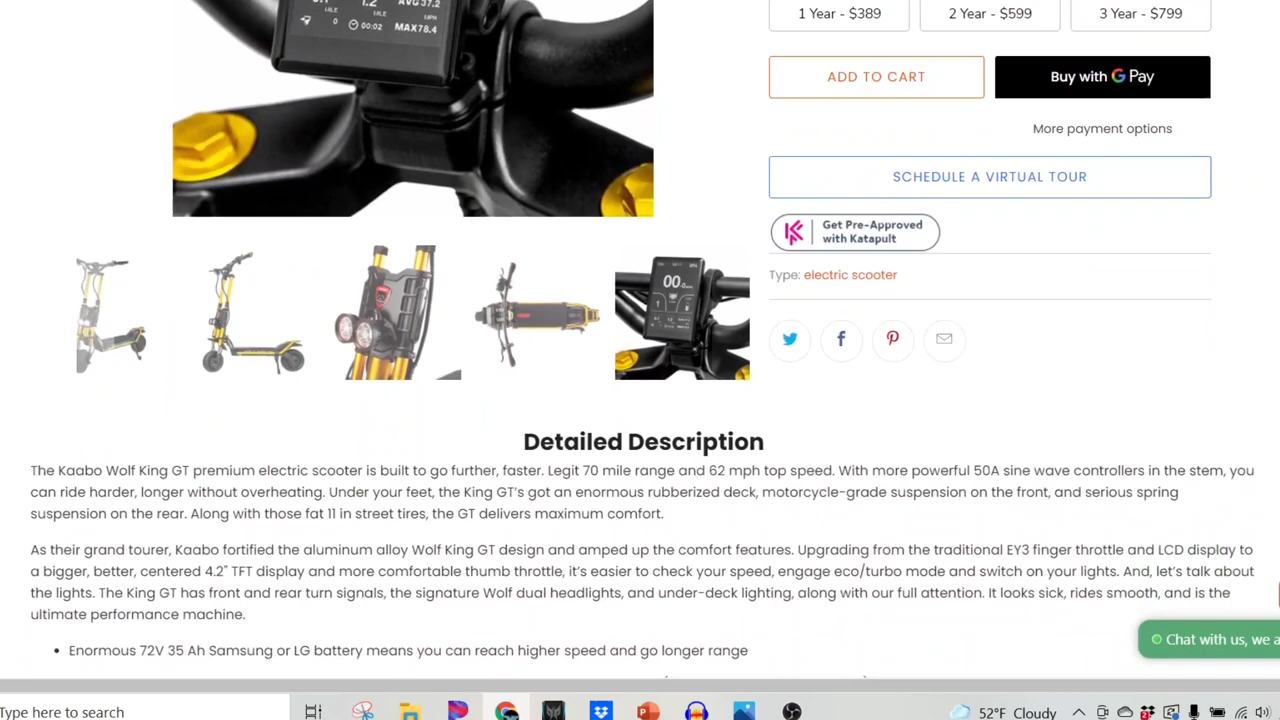 AVG37.2
1.2
MILE
MILE
MPH
0
00:02
MAX78.4
1 Year - $389
2 Year - $599
3 Year - $799
ADD TO CART
Buy with G Pay
More payment options
SCHEDULE A VIRTUAL TOUR
Get Pre-Approved
with Katapult
Type: electric scooter
00
Detailed Description
The Kaabo Wolf King GT premium electric scooter is built to go further, faster. Legit 70 mile range and 62 mph top speed. With more powerful 50A sine wave controllers in the stem, you
can ride harder, longer without overheating. Under your feet, the King GT's got an enormous rubberized deck, motorcycle-grade suspension on the front, and serious spring
suspension on the rear. Along with those fat 11 in street tires, the GT delivers maximum comfort.
As their grand tourer, Kaabo fortified the aluminum alloy Wolf King GT design and amped up the comfort features. Upgrading from the traditional EY3 finger throttle and LCD display to
a bigger, better, centered 4.2" TFT display and more comfortable thumb throttle, it's easier to check your speed, engage eco/turbo mode and switch on your lights. And, let's talk about
the lights. The King GT has front and rear turn signals, the signature Wolf dual headlights, and under-deck lighting, along with our full attention. It looks sick, rides smooth, and is the
ultimate performance machine.
• Enormous 72V 35 Ah Samsung or LG battery means you can reach higher speed and go longer range
Chat with us, we a
Type here to search
52°F Cloudy